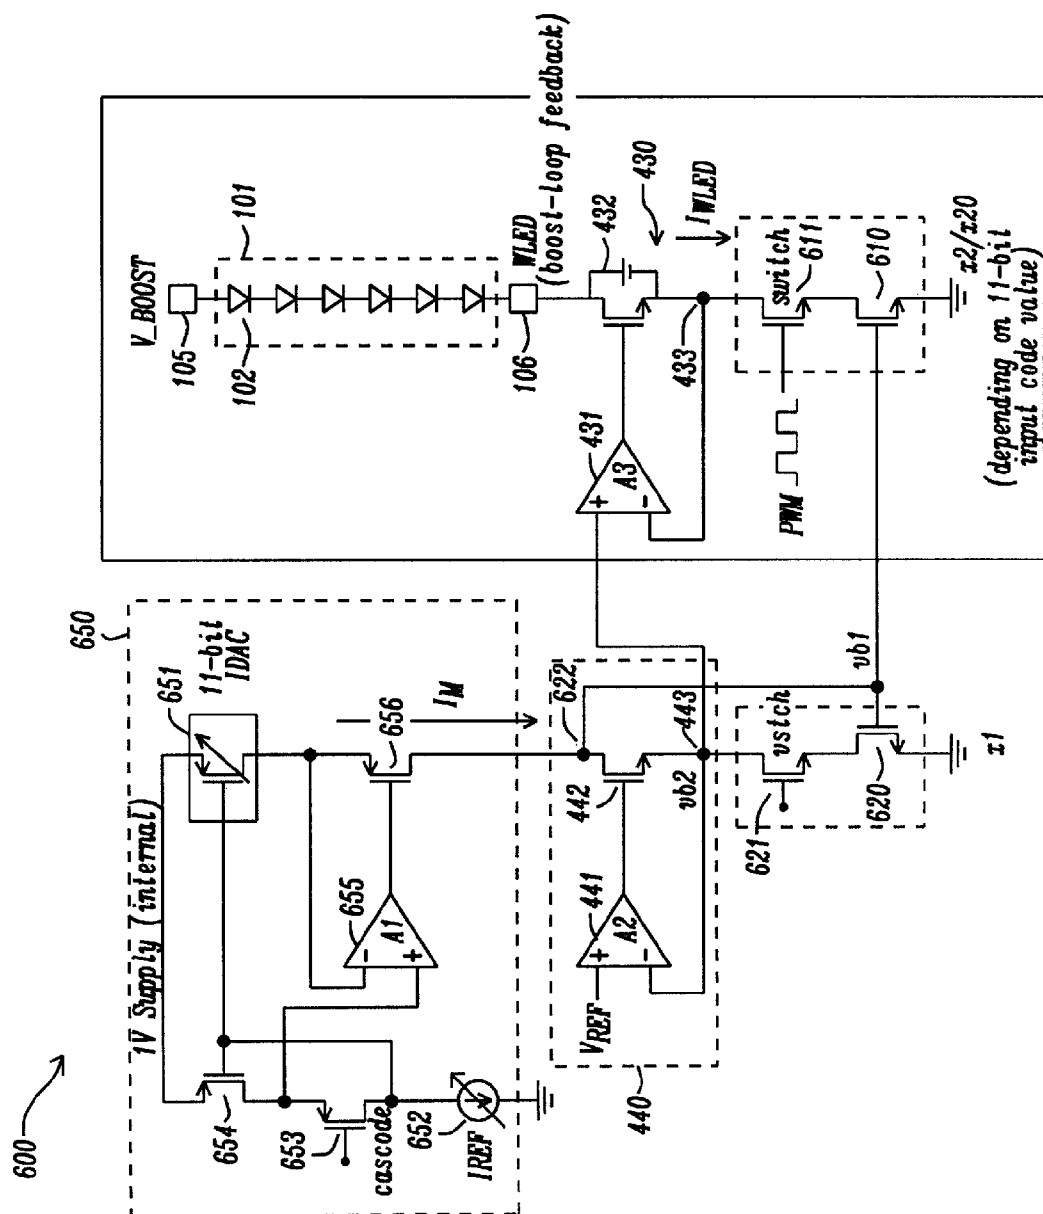 600
650
1V Supply (internal)
651
11-bit
IDAC
654
653
cascode
652
IREF
655
A1
-
+
656
IM
440
VREF
441
A2
+
-
442
622
443
vb2
vb1
621
vstch
620
x1
V_BOOST
105
101
102
106
WLED
(boost-loop feedback)
431
A3
+
-
432
430
433
IWLED
PWM
switch
611
610
x2/x20
(depending on 11-bit
input code value)